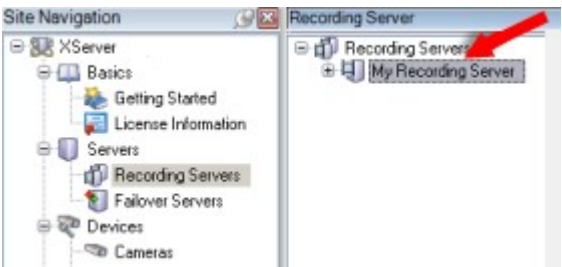 Site Navigation
XServer
Basics
Getting Started
License Information
Servers
Recording Servers
Failover Servers
Devices
Cameras
Recording Server
Recording Servers
My Recording Server